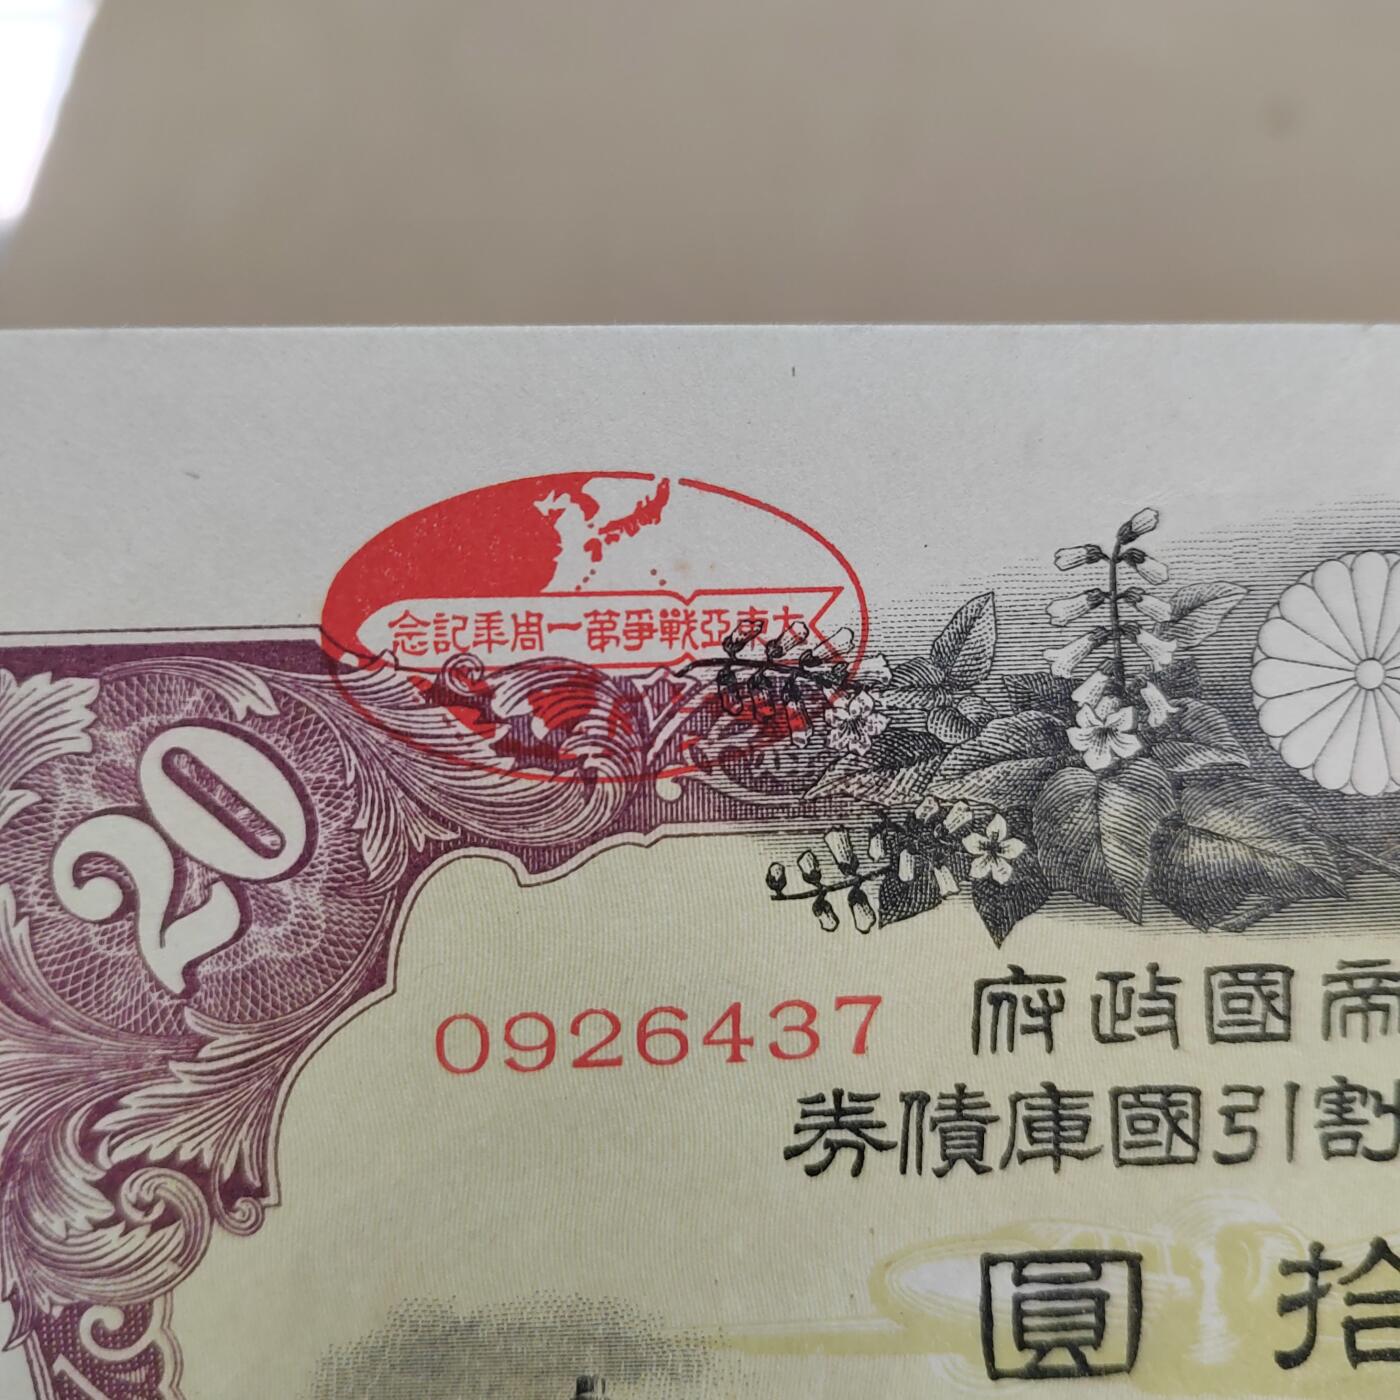 大東亞戰爭第一周年記念
20
0926437
帝國政府
割引國庫債券
拾圓